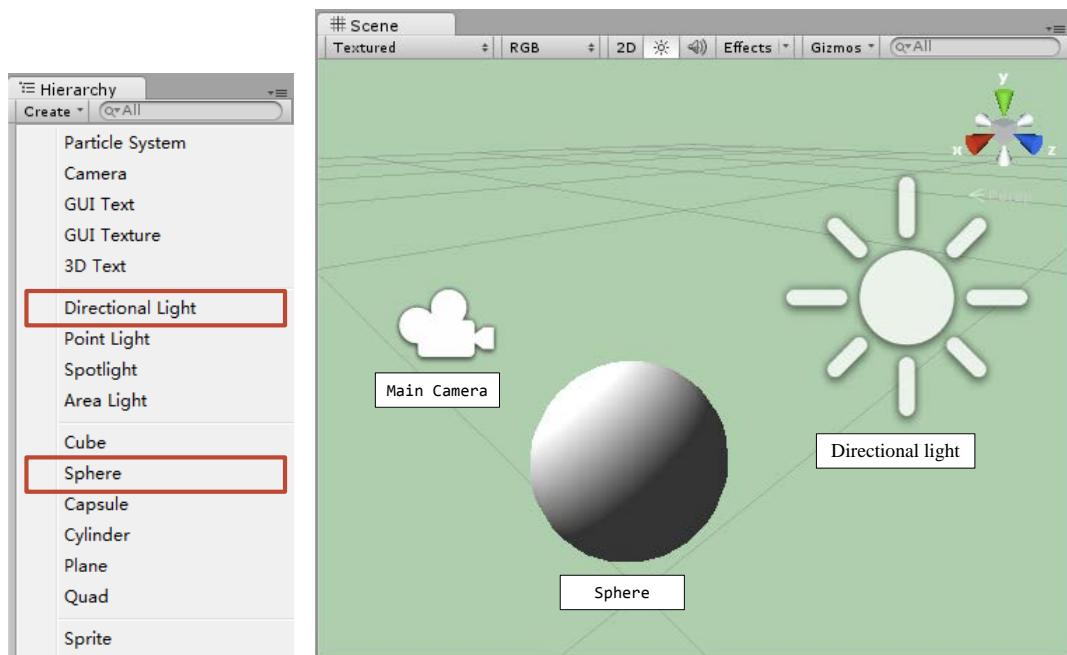 Hierarchy
Create All
Particle System
Camera
GUI Text
GUI Texture
3D Text
Directional Light
Point Light
Spotlight
Area Light
Cube
Sphere
Capsule
Cylinder
Plane
Quad
Sprite
# Scene
Textured RGB 2D Effects Gizmos All
y
x z
Persp
Main Camera
Directional light
Sphere